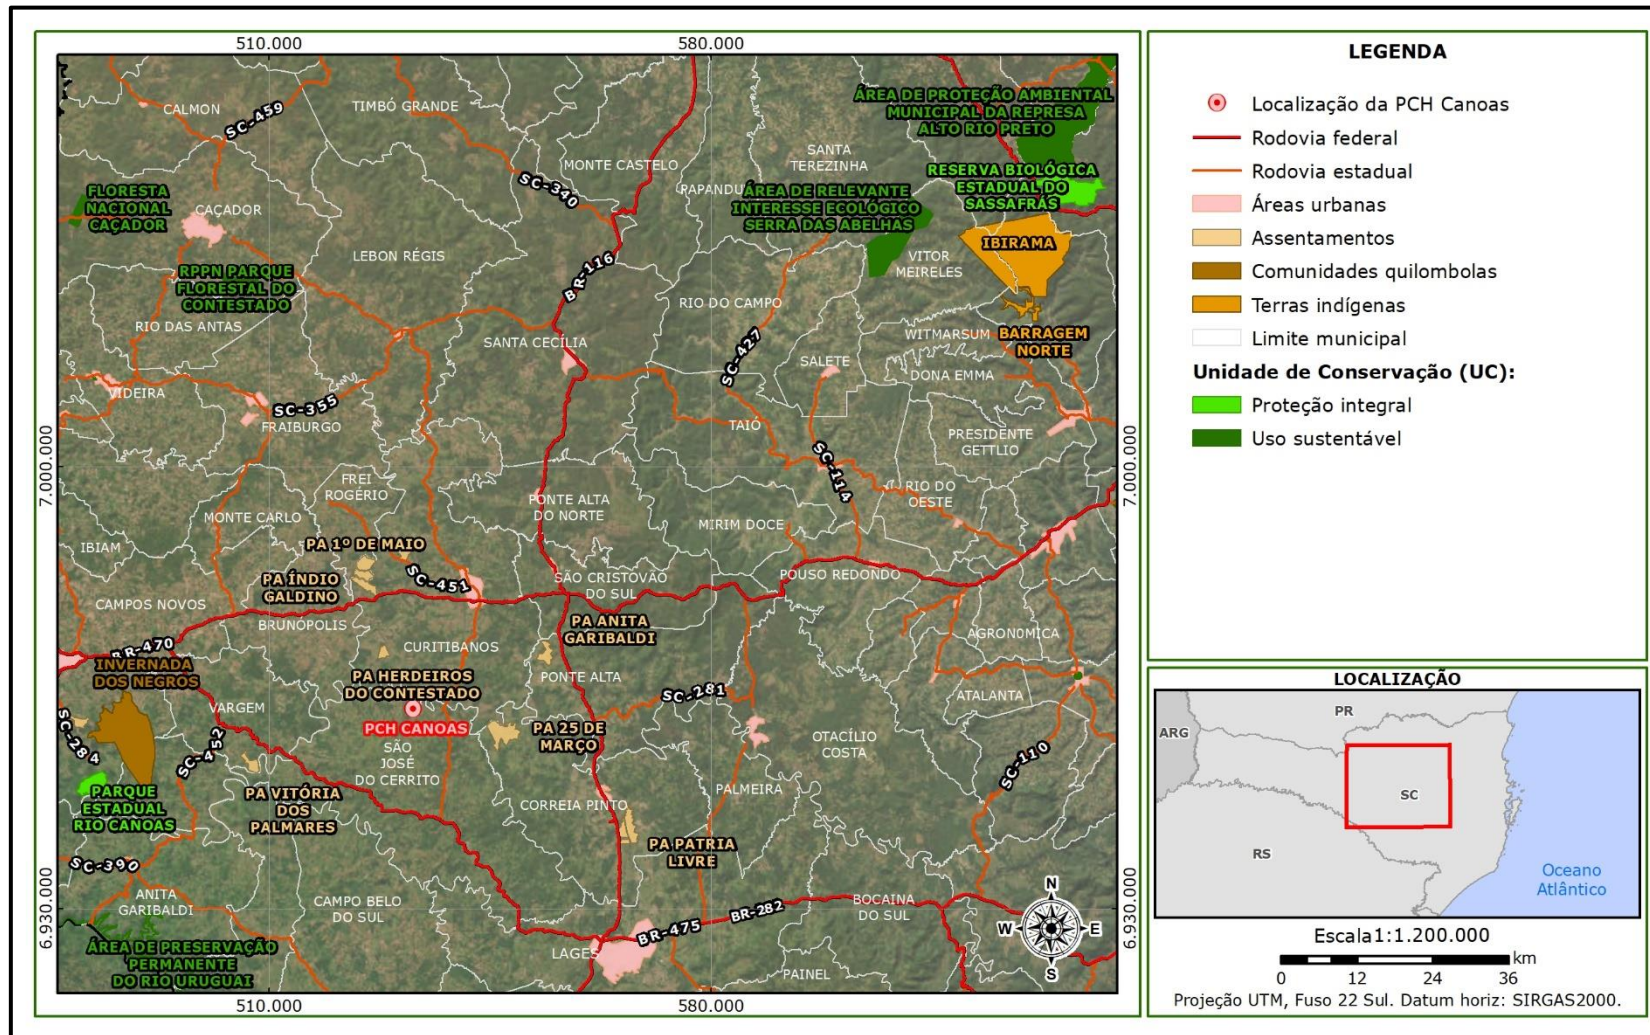 510.000
580.000
CALMON
SC-459
TIMBÓ GRANDE
ÁREA DE PROTEÇÃO AMBIENTAL
MUNICIPAL DA REPRESA
ALTO RIO PRETO
MONTE CASTELO
SANTA
TEREZINHA
SC-340
PAPANDU
RESERVA BIOLÓGICA
ESTADUAL DO
SASSAFRÁS
FLORESTA
NACIONAL
CAÇADOR
CAÇADOR
ÁREA DE RELEVANTE
INTERESSE ECOLÓGICO
SERRA DAS ABELHAS
IBIRAMA
LEBON RÉGIS
BR-116
VITOR
MEIRELES
RPPN PARQUE
FLORESTAL DO
CONTESTADO
RIO DO CAMPO
RIO DAS ANTAS
SANTA CECÍLIA
SC-427
WITMARSUM
BARRAGEM
NORTE
SALETE
DONA EMMA
VIDEIRA
SC-355
FRAIBURGO
TAIÓ
PRESIDENTE
GETTLIO
7.000.000
7.000.000
SC-114
FREI
ROGÉRIO
PONTE ALTA
DO NORTE
RIO DO
OESTE
MONTE CARLO
MIRIM DOCE
IBIAM
PA 1º DE MAIO
PA ÍNDIO
GALDINO
SC-451
SÃO CRISTOVÃO
DO SUL
POUSO REDONDO
CAMPOS NOVOS
BRUNÓPOLIS
PA ANITA
GARIBALDI
AGRONOMICA
BR-470
CURITIBANOS
INVERNADA
DOS NEGROS
PA HERDEIROS
DO CONTESTADO
PONTE ALTA
SC-281
ATALANTA
VARGEM
PCH CANOAS
PA 25 DE
MARÇO
SC-284
SC-452
SÃO
JOSÉ
DO CERRITO
OTACÍLIO
COSTA
SC-110
PARQUE
ESTADUAL
RIO CANOAS
PA VITÓRIA
DOS
PALMARES
CORREIA PINTO
PALMEIRA
PA PATRIA
LIVRE
SC-390
ANITA
GARIBALDI
CAMPO BELO
DO SUL
BOCAINA
DO SUL
6.930.000
6.930.000
BR-282
BR-475
ÁREA DE PRESERVAÇÃO
PERMANENTE
DO RIO URUGUAI
LAGES
PAINEL
N
W
E
S
510.000
580.000
LEGENDA
Localização da PCH Canoas
Rodovia federal
Rodovia estadual
Áreas urbanas
Assentamentos
Comunidades quilombolas
Terras indígenas
Limite municipal
Unidade de Conservação (UC):
Proteção integral
Uso sustentável
LOCALIZAÇÃO
PR
ARG
SC
RS
Oceano
Atlântico
Escala1:1.200.000
0 12 24 36 km
Projeção UTM, Fuso 22 Sul. Datum horiz: SIRGAS2000.